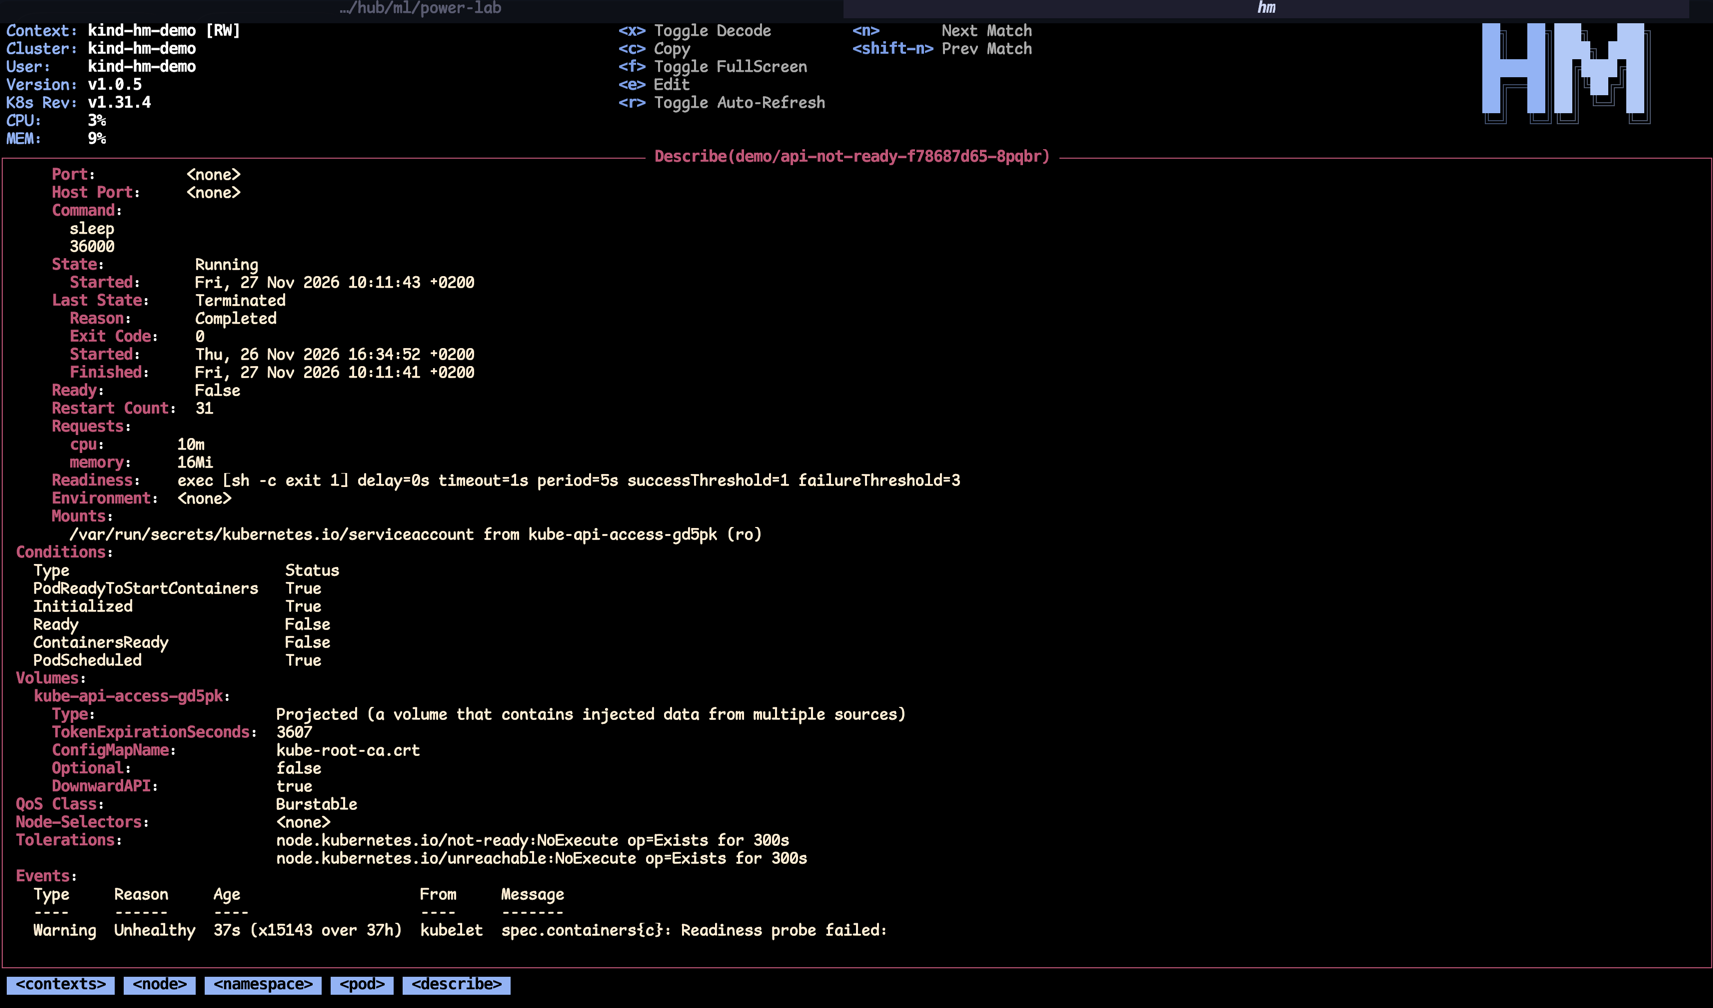 …/hub/ml/power-lab hm
Context: kind-hm-demo [RW] <x> Toggle Decode <n> Next Match
Cluster: kind-hm-demo <c> Copy <shift-n> Prev Match
User: kind-hm-demo <f> Toggle FullScreen
Version: v1.0.5 <e> Edit
K8s Rev: v1.31.4 <r> Toggle Auto-Refresh
CPU: 3%
MEM: 9%
HM
Describe(demo/api-not-ready-f78687d65-8pqbr)
Port: <none>
Host Port: <none>
Command:
sleep
36000
State: Running
Started: Fri, 27 Nov 2026 10:11:43 +0200
Last State: Terminated
Reason: Completed
Exit Code: 0
Started: Thu, 26 Nov 2026 16:34:52 +0200
Finished: Fri, 27 Nov 2026 10:11:41 +0200
Ready: False
Restart Count: 31
Requests:
cpu: 10m
memory: 16Mi
Readiness: exec [sh -c exit 1] delay=0s timeout=1s period=5s successThreshold=1 failureThreshold=3
Environment: <none>
Mounts:
/var/run/secrets/kubernetes.io/serviceaccount from kube-api-access-gd5pk (ro)
Conditions:
Type Status
PodReadyToStartContainers True
Initialized True
Ready False
ContainersReady False
PodScheduled True
Volumes:
kube-api-access-gd5pk:
Type: Projected (a volume that contains injected data from multiple sources)
TokenExpirationSeconds: 3607
ConfigMapName: kube-root-ca.crt
Optional: false
DownwardAPI: true
QoS Class: Burstable
Node-Selectors: <none>
Tolerations: node.kubernetes.io/not-ready:NoExecute op=Exists for 300s
node.kubernetes.io/unreachable:NoExecute op=Exists for 300s
Events:
Type Reason Age From Message
---- ------ ---- ---- -------
Warning Unhealthy 37s (x15143 over 37h) kubelet spec.containers{c}: Readiness probe failed:
<contexts> <node> <namespace> <pod> <describe>